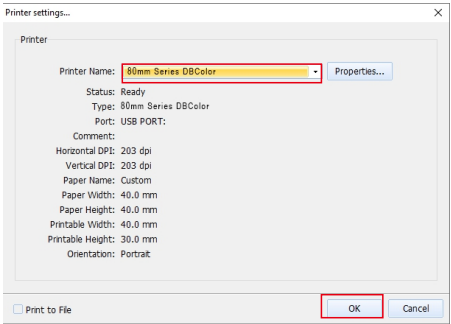 Printer settings...
Printer
Printer Name: 80mm Series DBColor Properties...
Status: Ready
Type: 80mm Series DBColor
Port: USB PORT:
Comment:
Horizontal DPI: 203 dpi
Vertical DPI: 203 dpi
Paper Name: Custom
Paper Width: 40.0 mm
Paper Height: 40.0 mm
Printable Width: 40.0 mm
Printable Height: 30.0 mm
Orientation: Portrait
Print to File OK Cancel